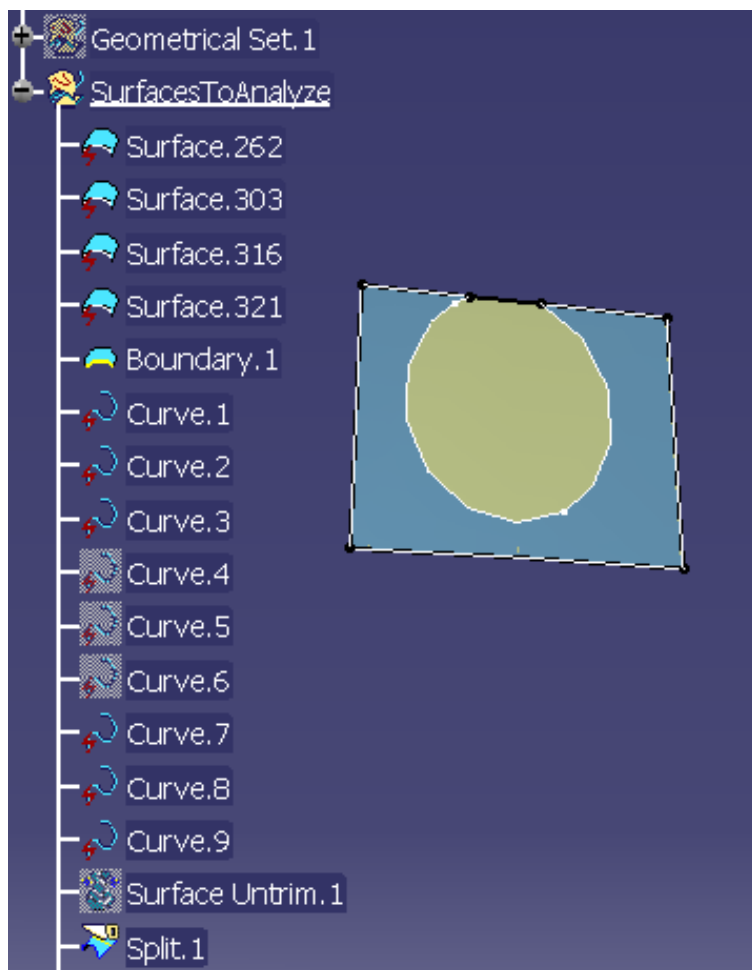 Geometrical Set.1
SurfacesToAnalyze
Surface.262
Surface.303
Surface.316
Surface.321
Boundary.1
Curve.1
Curve.2
Curve.3
Curve.4
Curve.5
Curve.6
Curve.7
Curve.8
Curve.9
Surface Untrim.1
Split.1